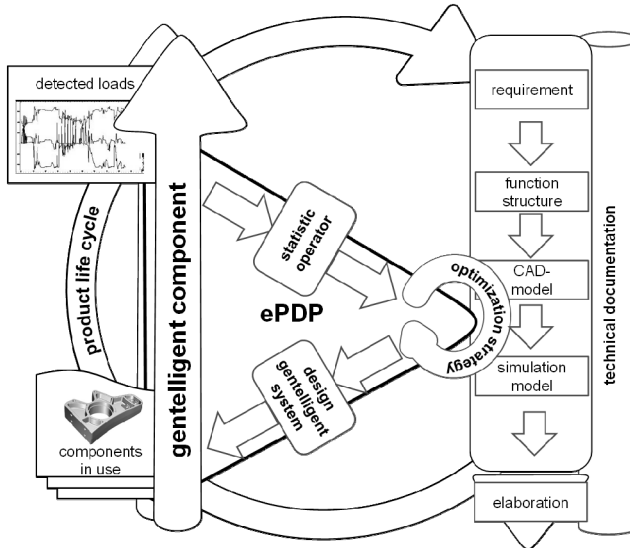 detected loads
product life cycle
gentelligent component
components
in use
statistic
operator
ePDP
design
gentelligent
system
optimization strategy
requirement
function
structure
CAD-
model
simulation
model
elaboration
technical documentation